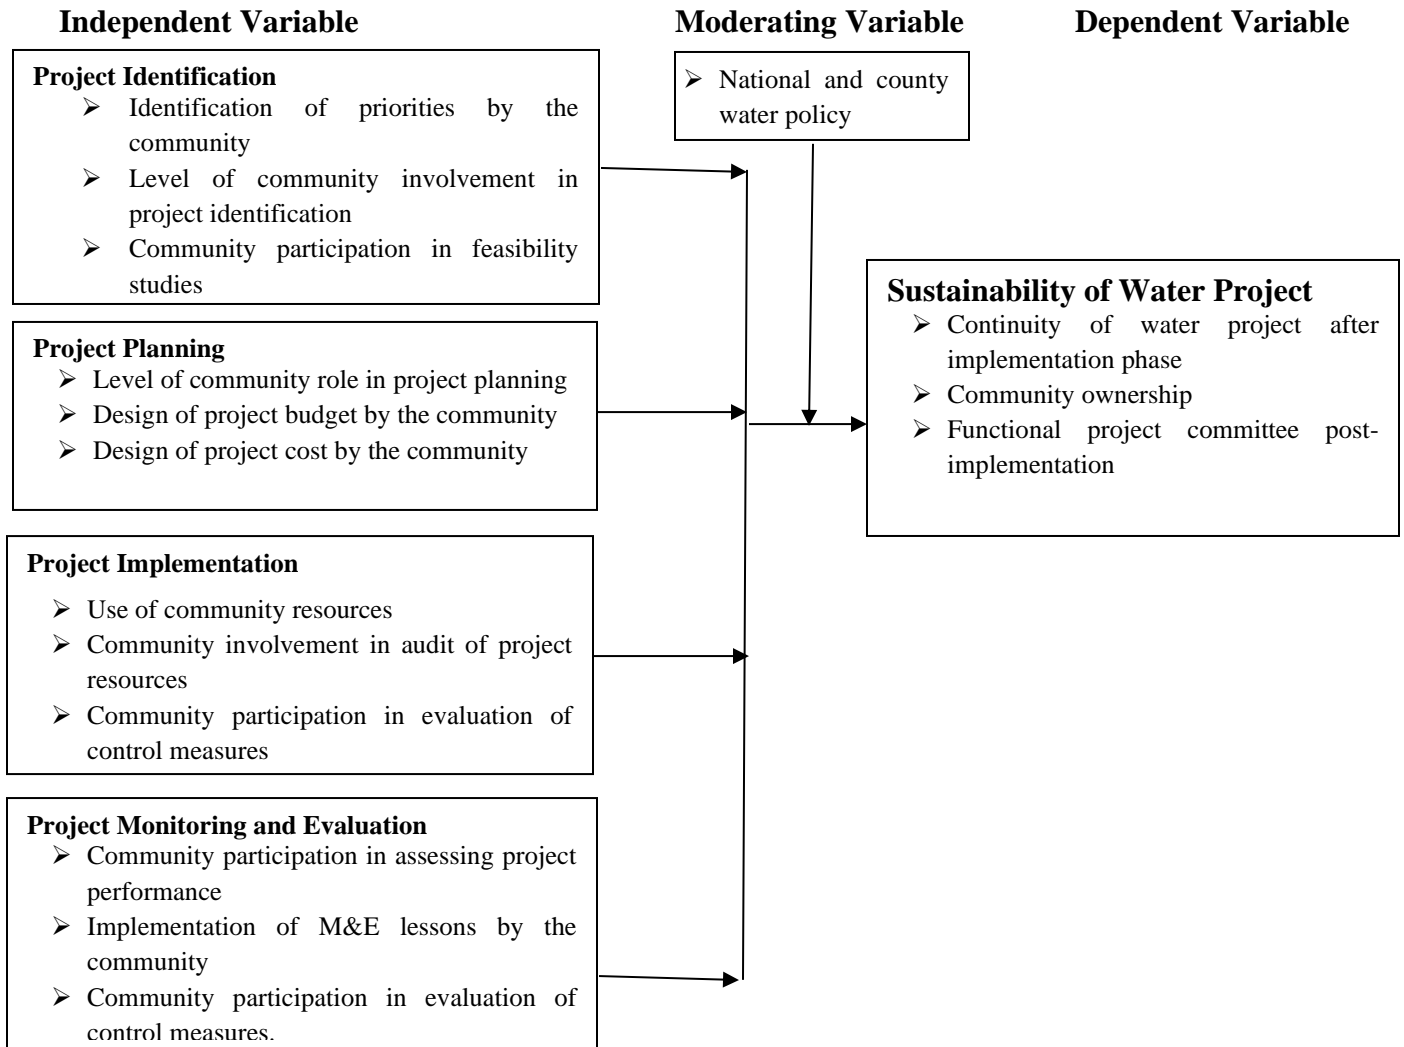 Independent Variable
Moderating Variable
Dependent Variable
Project Identification
➢ Identification of priorities by the
community
➢ Level of community involvement in
project identification
➢ Community participation in feasibility
studies
Project Planning
➢ Level of community role in project planning
➢ Design of project budget by the community
➢ Design of project cost by the community
Project Implementation
➢ Use of community resources
➢ Community involvement in audit of project
resources
➢ Community participation in evaluation of
control measures
Project Monitoring and Evaluation
➢ Community participation in assessing project
performance
➢ Implementation of M&E lessons by the
community
➢ Community participation in evaluation of
control measures.
➢ National and county
water policy
Sustainability of Water Project
➢ Continuity of water project after
implementation phase
➢ Community ownership
➢ Functional project committee post-
implementation